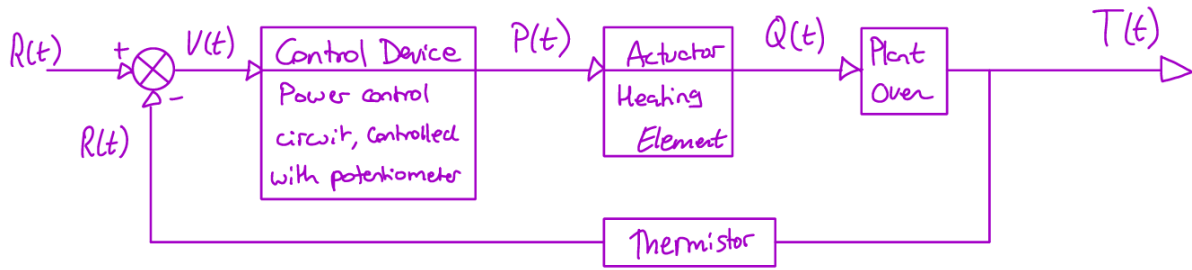 R(t)
+
-
V(t)
Control Device
Power control
circuit, controlled
with potentiometer
P(t)
Actuator
Heating
Element
Q(t)
Plant
Oven
T(t)
R(t)
Thermistor